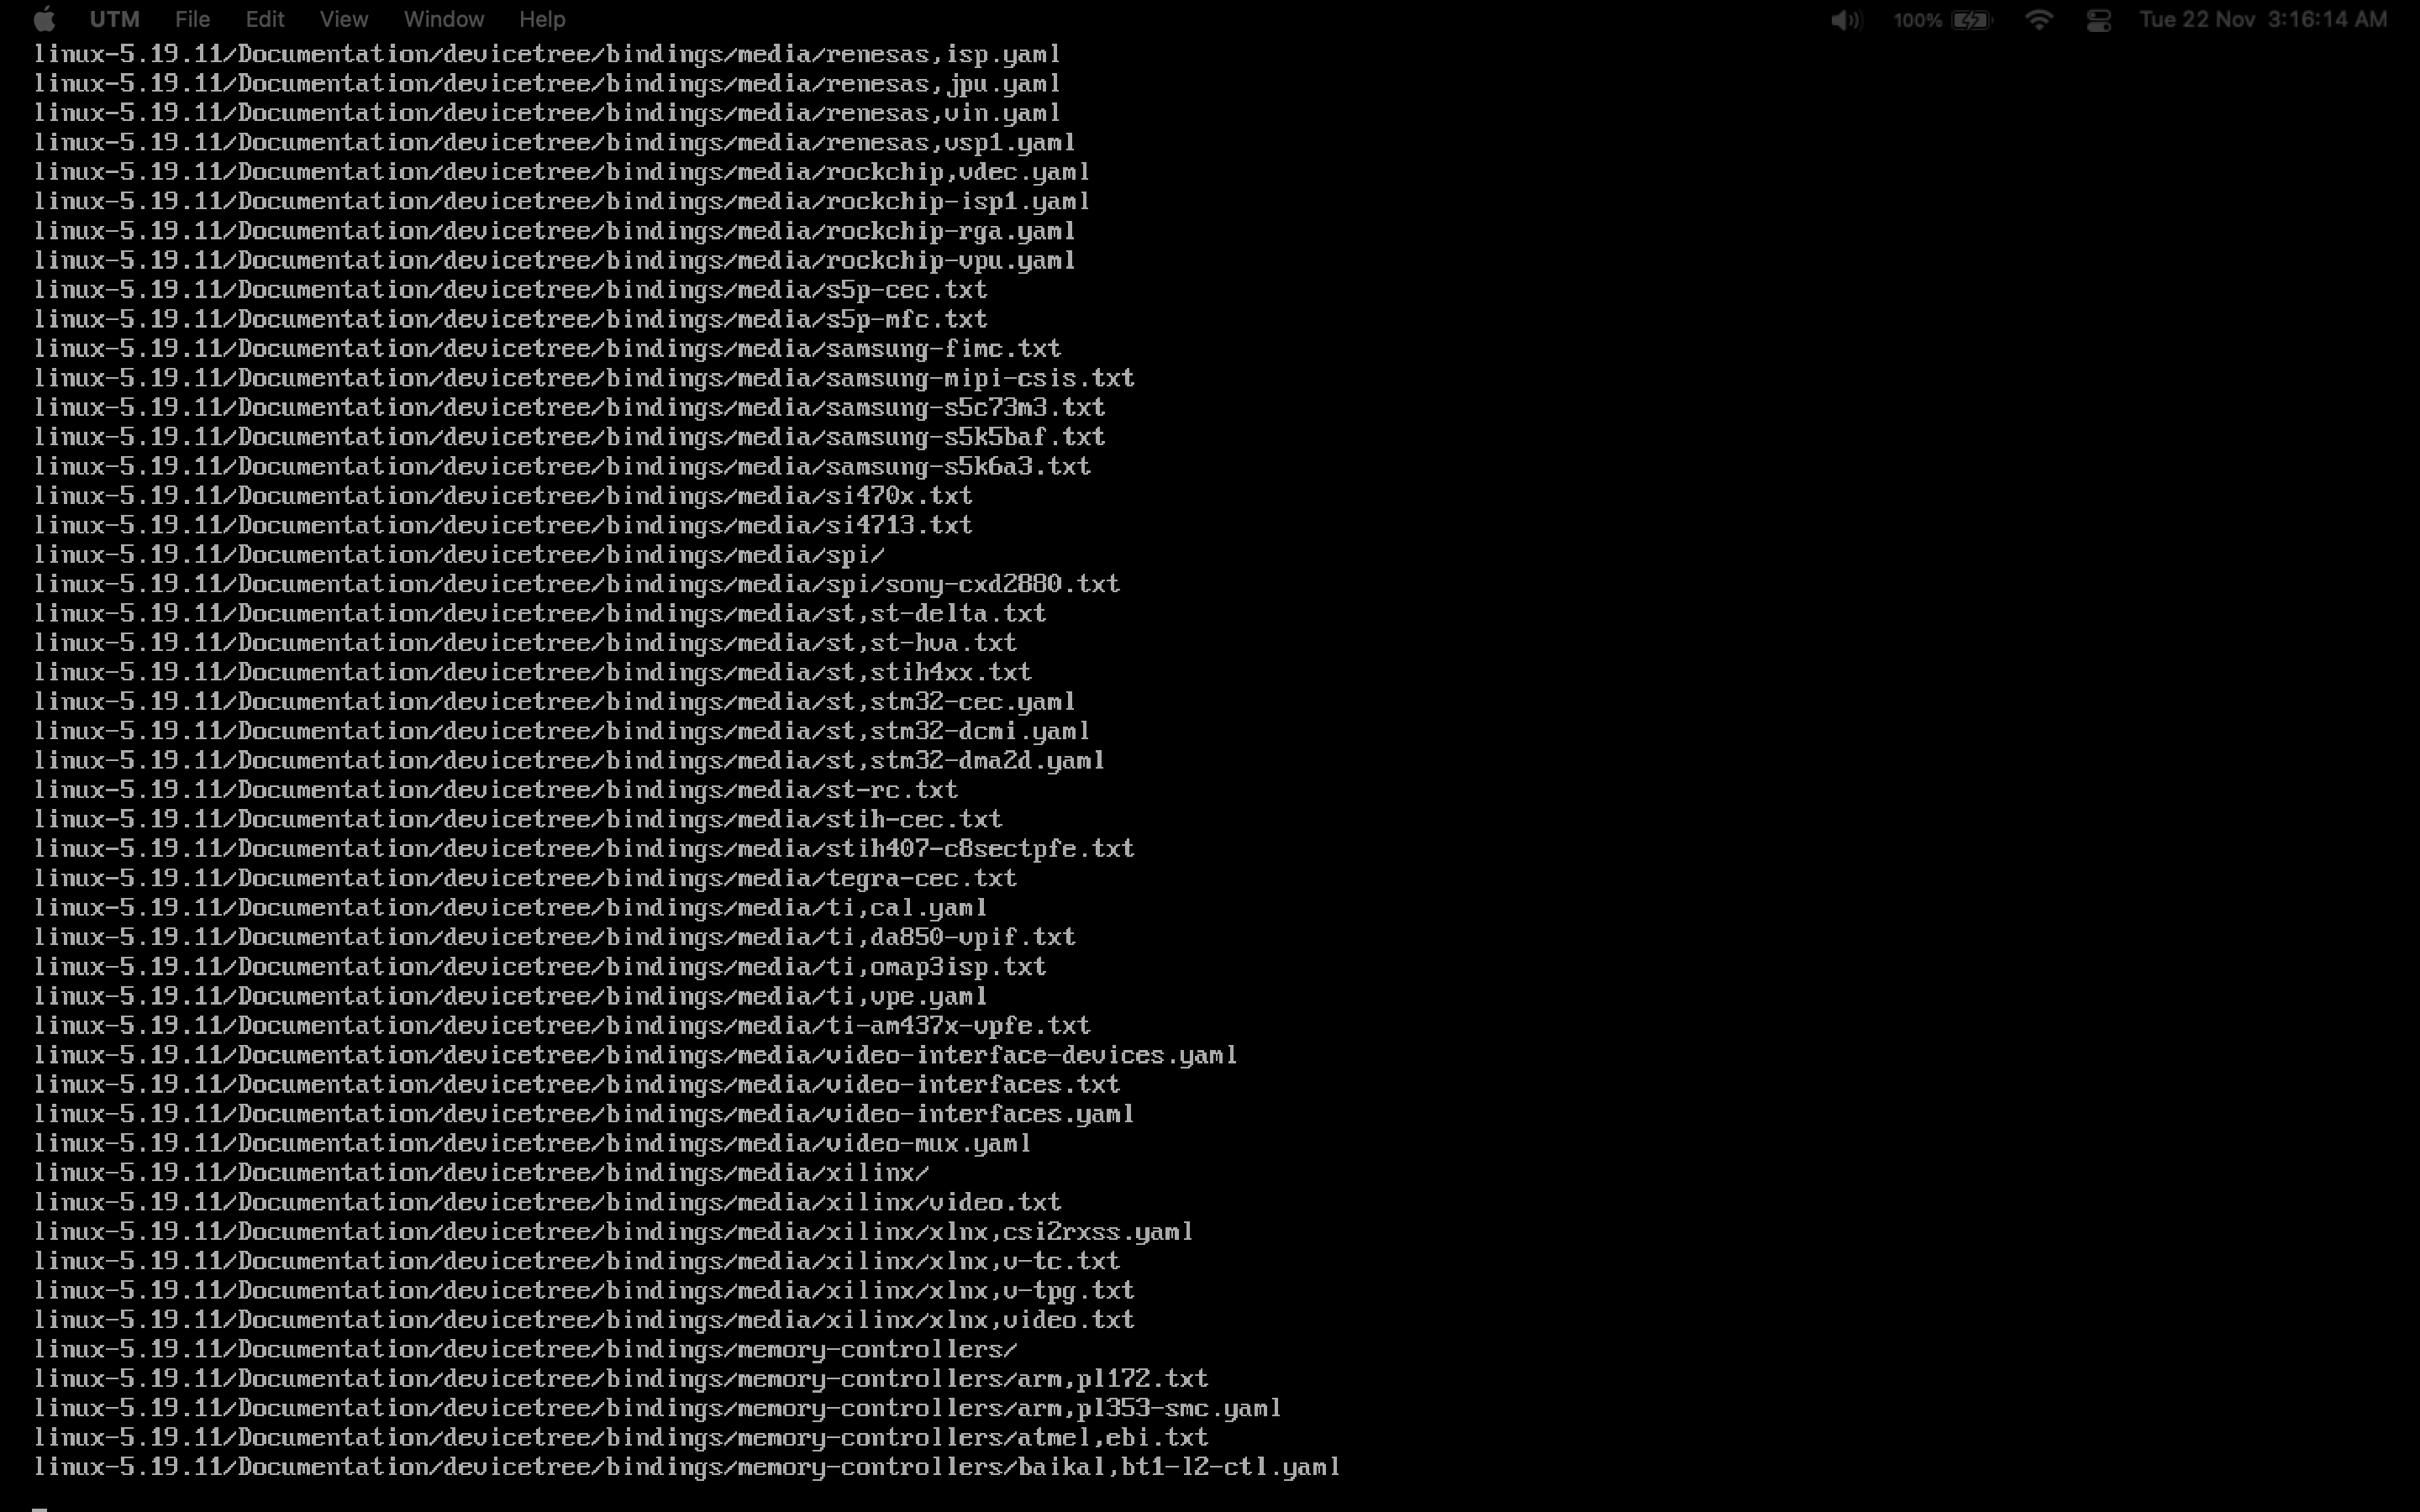 UTM File Edit View Window Help 100% Tue 22 Nov 3:16:14 AM
linux-5.19.11/Documentation/devicetree/bindings/media/renesas,isp.yaml
linux-5.19.11/Documentation/devicetree/bindings/media/renesas,jpu.yaml
linux-5.19.11/Documentation/devicetree/bindings/media/renesas,vin.yaml
linux-5.19.11/Documentation/devicetree/bindings/media/renesas,vsp1.yaml
linux-5.19.11/Documentation/devicetree/bindings/media/rockchip,vdec.yaml
linux-5.19.11/Documentation/devicetree/bindings/media/rockchip-isp1.yaml
linux-5.19.11/Documentation/devicetree/bindings/media/rockchip-rga.yaml
linux-5.19.11/Documentation/devicetree/bindings/media/rockchip-vpu.yaml
linux-5.19.11/Documentation/devicetree/bindings/media/s5p-cec.txt
linux-5.19.11/Documentation/devicetree/bindings/media/s5p-mfc.txt
linux-5.19.11/Documentation/devicetree/bindings/media/samsung-fimc.txt
linux-5.19.11/Documentation/devicetree/bindings/media/samsung-mipi-csis.txt
linux-5.19.11/Documentation/devicetree/bindings/media/samsung-s5c73m3.txt
linux-5.19.11/Documentation/devicetree/bindings/media/samsung-s5k5baf.txt
linux-5.19.11/Documentation/devicetree/bindings/media/samsung-s5k6a3.txt
linux-5.19.11/Documentation/devicetree/bindings/media/si470x.txt
linux-5.19.11/Documentation/devicetree/bindings/media/si4713.txt
linux-5.19.11/Documentation/devicetree/bindings/media/spi/
linux-5.19.11/Documentation/devicetree/bindings/media/spi/sony-cxd2880.txt
linux-5.19.11/Documentation/devicetree/bindings/media/st,st-delta.txt
linux-5.19.11/Documentation/devicetree/bindings/media/st,st-hva.txt
linux-5.19.11/Documentation/devicetree/bindings/media/st,stih4xx.txt
linux-5.19.11/Documentation/devicetree/bindings/media/st,stm32-cec.yaml
linux-5.19.11/Documentation/devicetree/bindings/media/st,stm32-dcmi.yaml
linux-5.19.11/Documentation/devicetree/bindings/media/st,stm32-dma2d.yaml
linux-5.19.11/Documentation/devicetree/bindings/media/st-rc.txt
linux-5.19.11/Documentation/devicetree/bindings/media/stih-cec.txt
linux-5.19.11/Documentation/devicetree/bindings/media/stih407-c8sectpfe.txt
linux-5.19.11/Documentation/devicetree/bindings/media/tegra-cec.txt
linux-5.19.11/Documentation/devicetree/bindings/media/ti,cal.yaml
linux-5.19.11/Documentation/devicetree/bindings/media/ti,da850-vpif.txt
linux-5.19.11/Documentation/devicetree/bindings/media/ti,omap3isp.txt
linux-5.19.11/Documentation/devicetree/bindings/media/ti,vpe.yaml
linux-5.19.11/Documentation/devicetree/bindings/media/ti-am437x-vpfe.txt
linux-5.19.11/Documentation/devicetree/bindings/media/video-interface-devices.yaml
linux-5.19.11/Documentation/devicetree/bindings/media/video-interfaces.txt
linux-5.19.11/Documentation/devicetree/bindings/media/video-interfaces.yaml
linux-5.19.11/Documentation/devicetree/bindings/media/video-mux.yaml
linux-5.19.11/Documentation/devicetree/bindings/media/xilinx/
linux-5.19.11/Documentation/devicetree/bindings/media/xilinx/video.txt
linux-5.19.11/Documentation/devicetree/bindings/media/xilinx/xlnx,csi2rxss.yaml
linux-5.19.11/Documentation/devicetree/bindings/media/xilinx/xlnx,v-tc.txt
linux-5.19.11/Documentation/devicetree/bindings/media/xilinx/xlnx,v-tpg.txt
linux-5.19.11/Documentation/devicetree/bindings/media/xilinx/xlnx,video.txt
linux-5.19.11/Documentation/devicetree/bindings/memory-controllers/
linux-5.19.11/Documentation/devicetree/bindings/memory-controllers/arm,pl172.txt
linux-5.19.11/Documentation/devicetree/bindings/memory-controllers/arm,pl353-smc.yaml
linux-5.19.11/Documentation/devicetree/bindings/memory-controllers/atmel,ebi.txt
linux-5.19.11/Documentation/devicetree/bindings/memory-controllers/baikal,bt1-l2-ctl.yaml